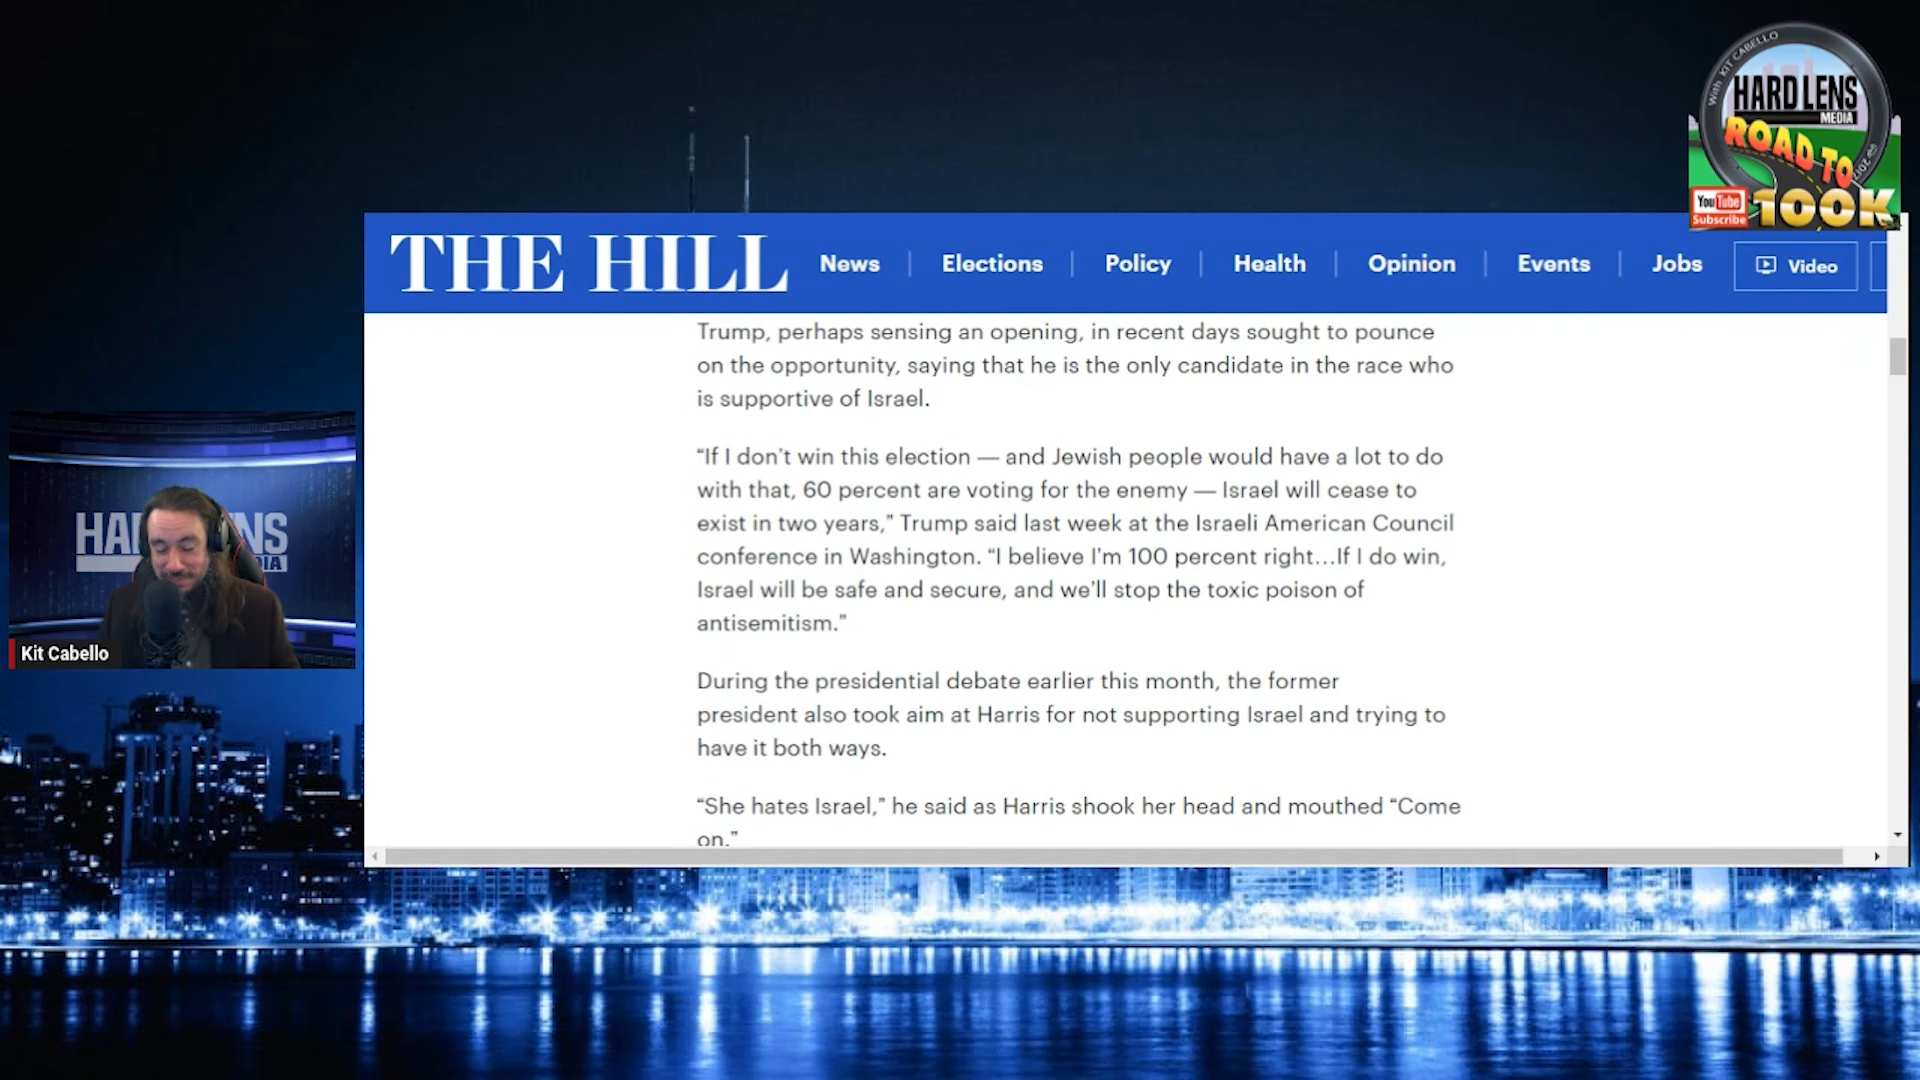 With KIT CABELLO
HARD LENS
MEDIA
ROAD TO
YouTube
Subscribe
100K
THE HILL
News
Elections
Policy
Health
Opinion
Events
Jobs
Video
Trump, perhaps sensing an opening, in recent days sought to pounce
on the opportunity, saying that he is the only candidate in the race who
is supportive of Israel.
“If I don’t win this election — and Jewish people would have a lot to do
with that, 60 percent are voting for the enemy — Israel will cease to
exist in two years,” Trump said last week at the Israeli American Council
conference in Washington. “I believe I’m 100 percent right…If I do win,
Israel will be safe and secure, and we’ll stop the toxic poison of
antisemitism.”
During the presidential debate earlier this month, the former
president also took aim at Harris for not supporting Israel and trying to
have it both ways.
“She hates Israel,” he said as Harris shook her head and mouthed “Come
on.”
Kit Cabello